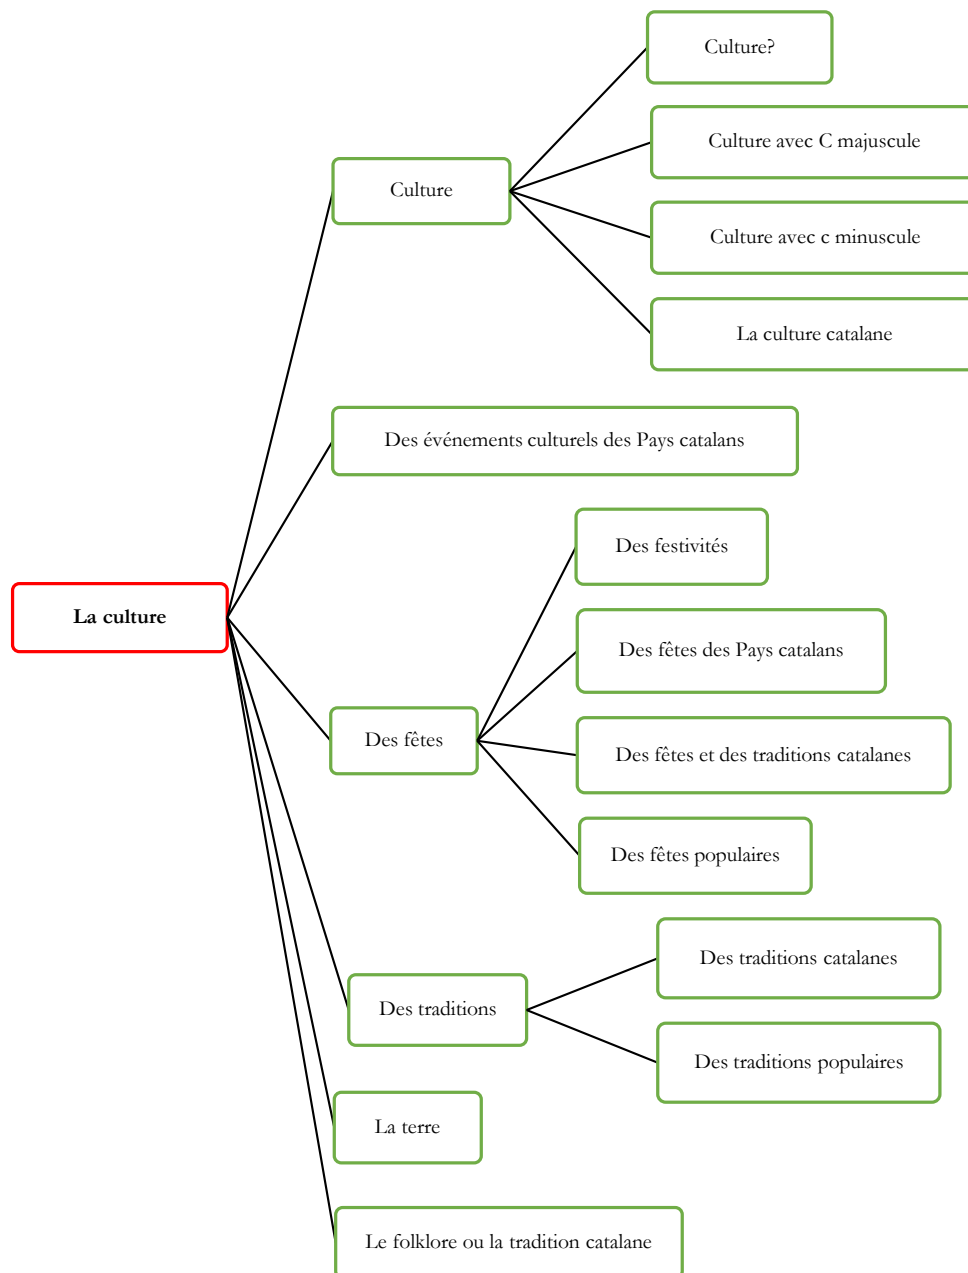 Culture?
Culture avec C majuscule
Culture
Culture avec c minuscule
La culture catalane
Des événements culturels des Pays catalans
Des festivités
La culture
Des fêtes des Pays catalans
Des fêtes
Des fêtes et des traditions catalanes
Des fêtes populaires
Des traditions catalanes
Des traditions
Des traditions populaires
La terre
Le folklore ou la tradition catalane